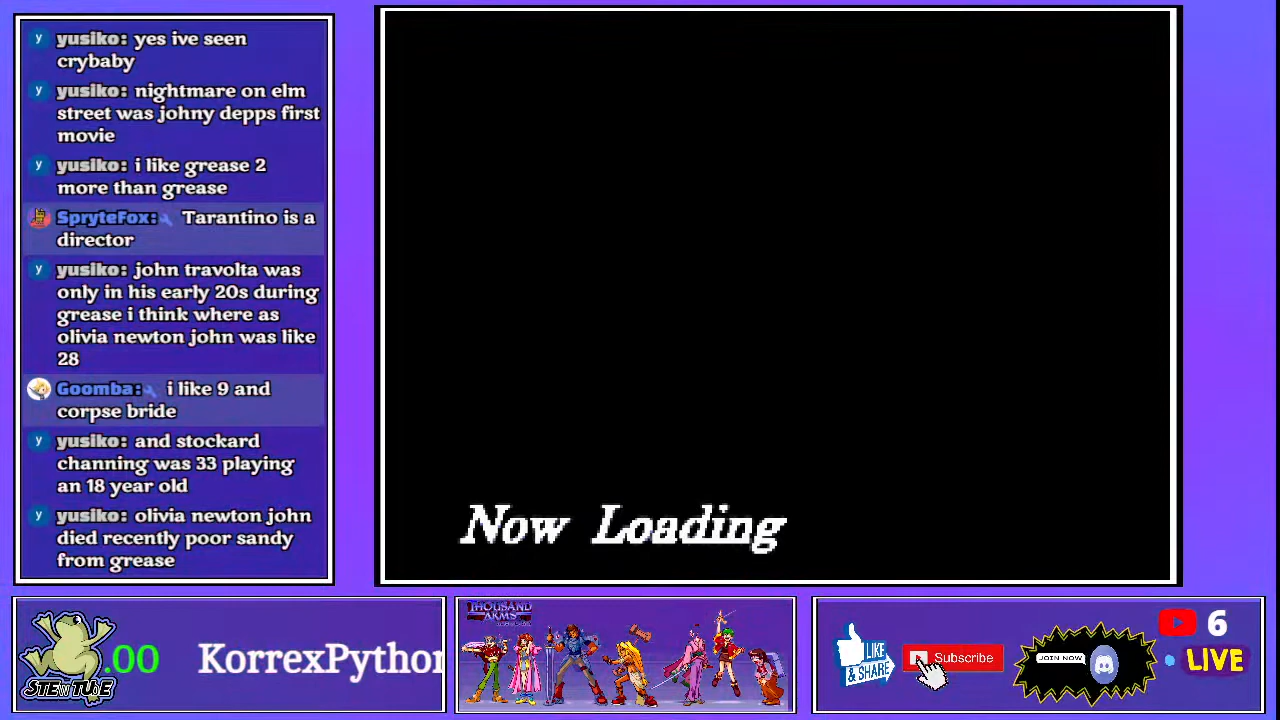 y yusiko: yes ive seen
crybaby
y yusiko: nightmare on elm
street was johny depps first
movie
y yusiko: i like grease 2
more than grease
SpryteFox: Tarantino is a
director
y yusiko: john travolta was
only in his early 20s during
grease i think where as
olivia newton john was like
28
Goomba: i like 9 and
corpse bride
y yusiko: and stockard
channing was 33 playing
an 18 year old
y yusiko: olivia newton john
died recently poor sandy
from grease
Now Loading
.00 KorrexPython
STEW TUBE
THOUSAND
ARMS
LIKE
& SHARE
Subscribe
JOIN NOW
6
LIVE